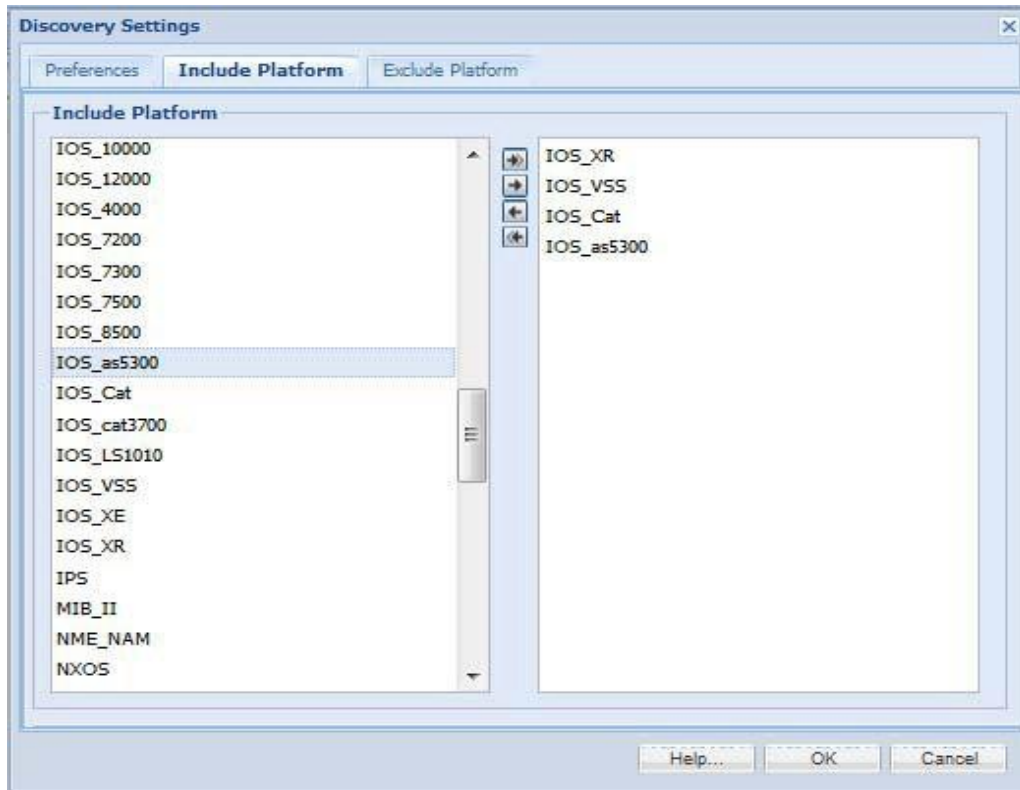 Discovery Settings
Preferences
Include Platform
Exclude Platform
Include Platform
IOS_10000
IOS_12000
IOS_4000
IOS_7200
IOS_7300
IOS_7500
IOS_8500
IOS_as5300
IOS_Cat
IOS_cat3700
IOS_LS1010
IOS_VSS
IOS_XE
IOS_XR
IPS
MIB_II
NME_NAM
NXOS
IOS_XR
IOS_VSS
IOS_Cat
IOS_as5300
Help...
OK
Cancel